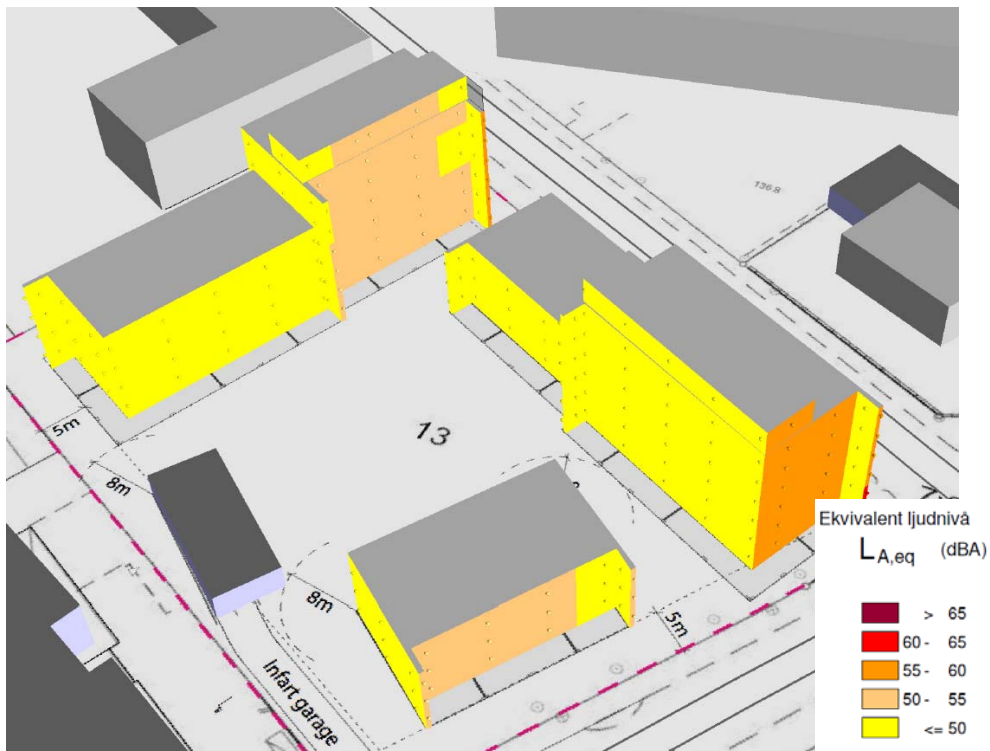 136.8
13
5m
8m
8m
5m
Infart garage
Ekvivalent ljudnivå
L A,eq (dBA)
> 65
60 - 65
55 - 60
50 - 55
<= 50